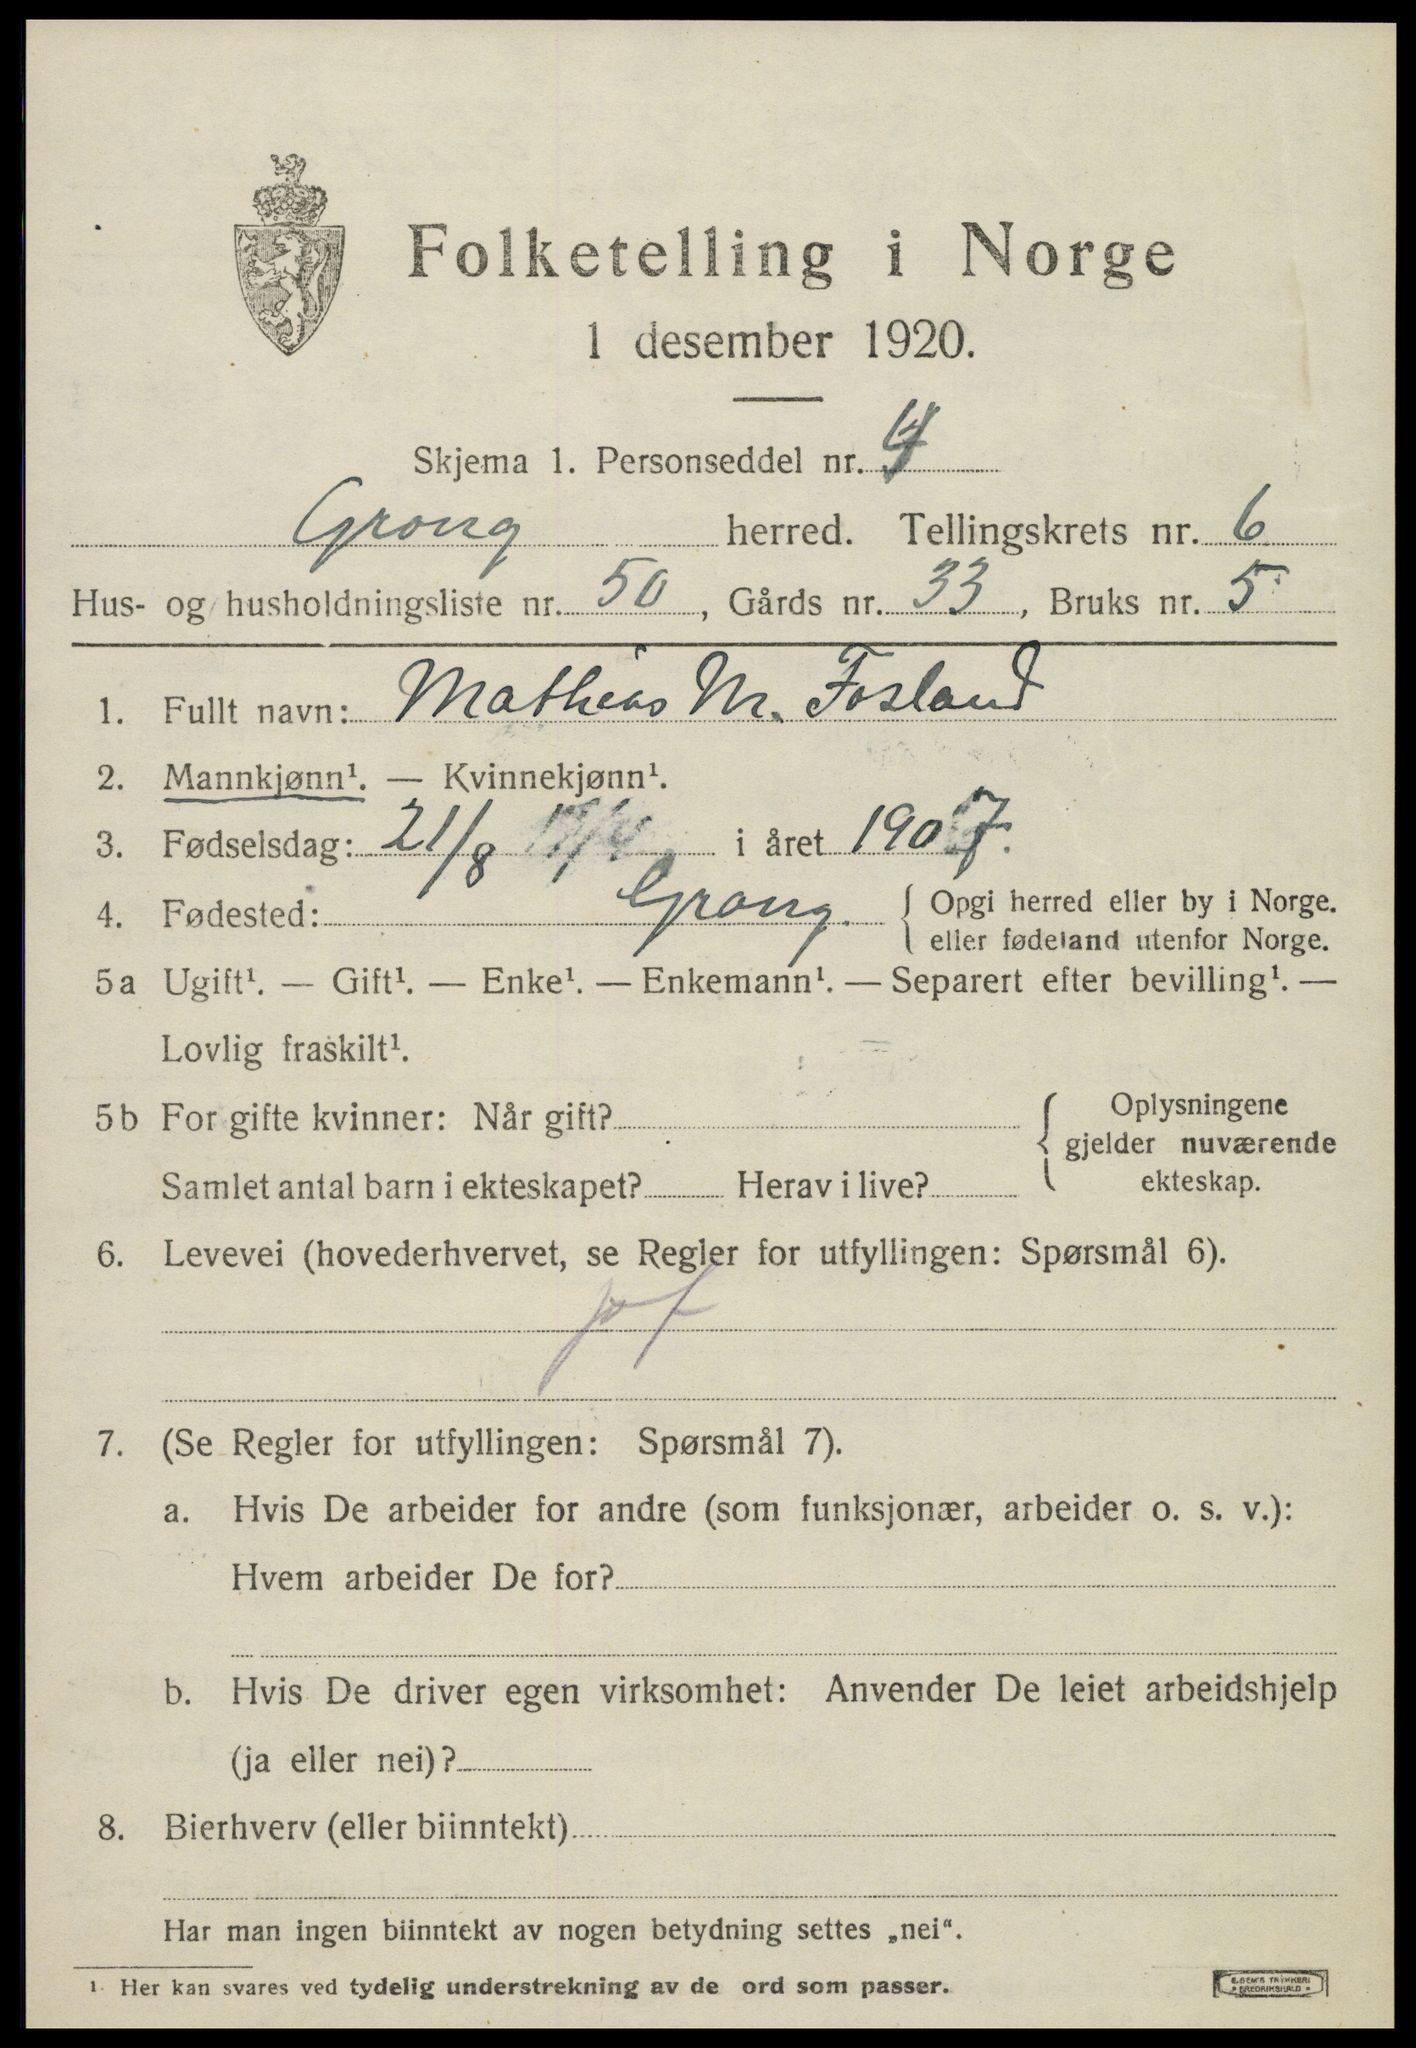 Folketelling i Norge
1 desember 1920.
Skjema 1. Personseddel nr. 4
Grong herred. Tellingskrets nr. 6
Hus- og husholdningsliste nr. 50, Gårds nr. 33, Bruks nr. 5
1. Fullt navn: Mathias M. Fosland
2. Mannkjønn¹. — Kvinnekjønn¹.
3. Fødselsdag: 21/8 i året 1907.
4. Fødested: Grong. { Opgi herred eller by i Norge.
eller fødeland utenfor Norge.
5a Ugift¹. — Gift¹. — Enke¹. — Enkemann¹. — Separert efter bevilling¹. —
Lovlig fraskilt¹.
5b For gifte kvinner: Når gift? { Oplysningene
gjelder nuværende
Samlet antal barn i ekteskapet? Herav i live? ekteskap.
6. Levevei (hovederhvervet, se Regler for utfyllingen: Spørsmål 6).
7. (Se Regler for utfyllingen: Spørsmål 7).
a. Hvis De arbeider for andre (som funksjonær, arbeider o. s. v.):
Hvem arbeider De for?
b. Hvis De driver egen virksomhet: Anvender De leiet arbeidshjelp
(ja eller nei)?
8. Bierhverv (eller biinntekt)
Har man ingen biinntekt av nogen betydning settes „nei“.
1. Her kan svares ved tydelig understrekning av de ord som passer.